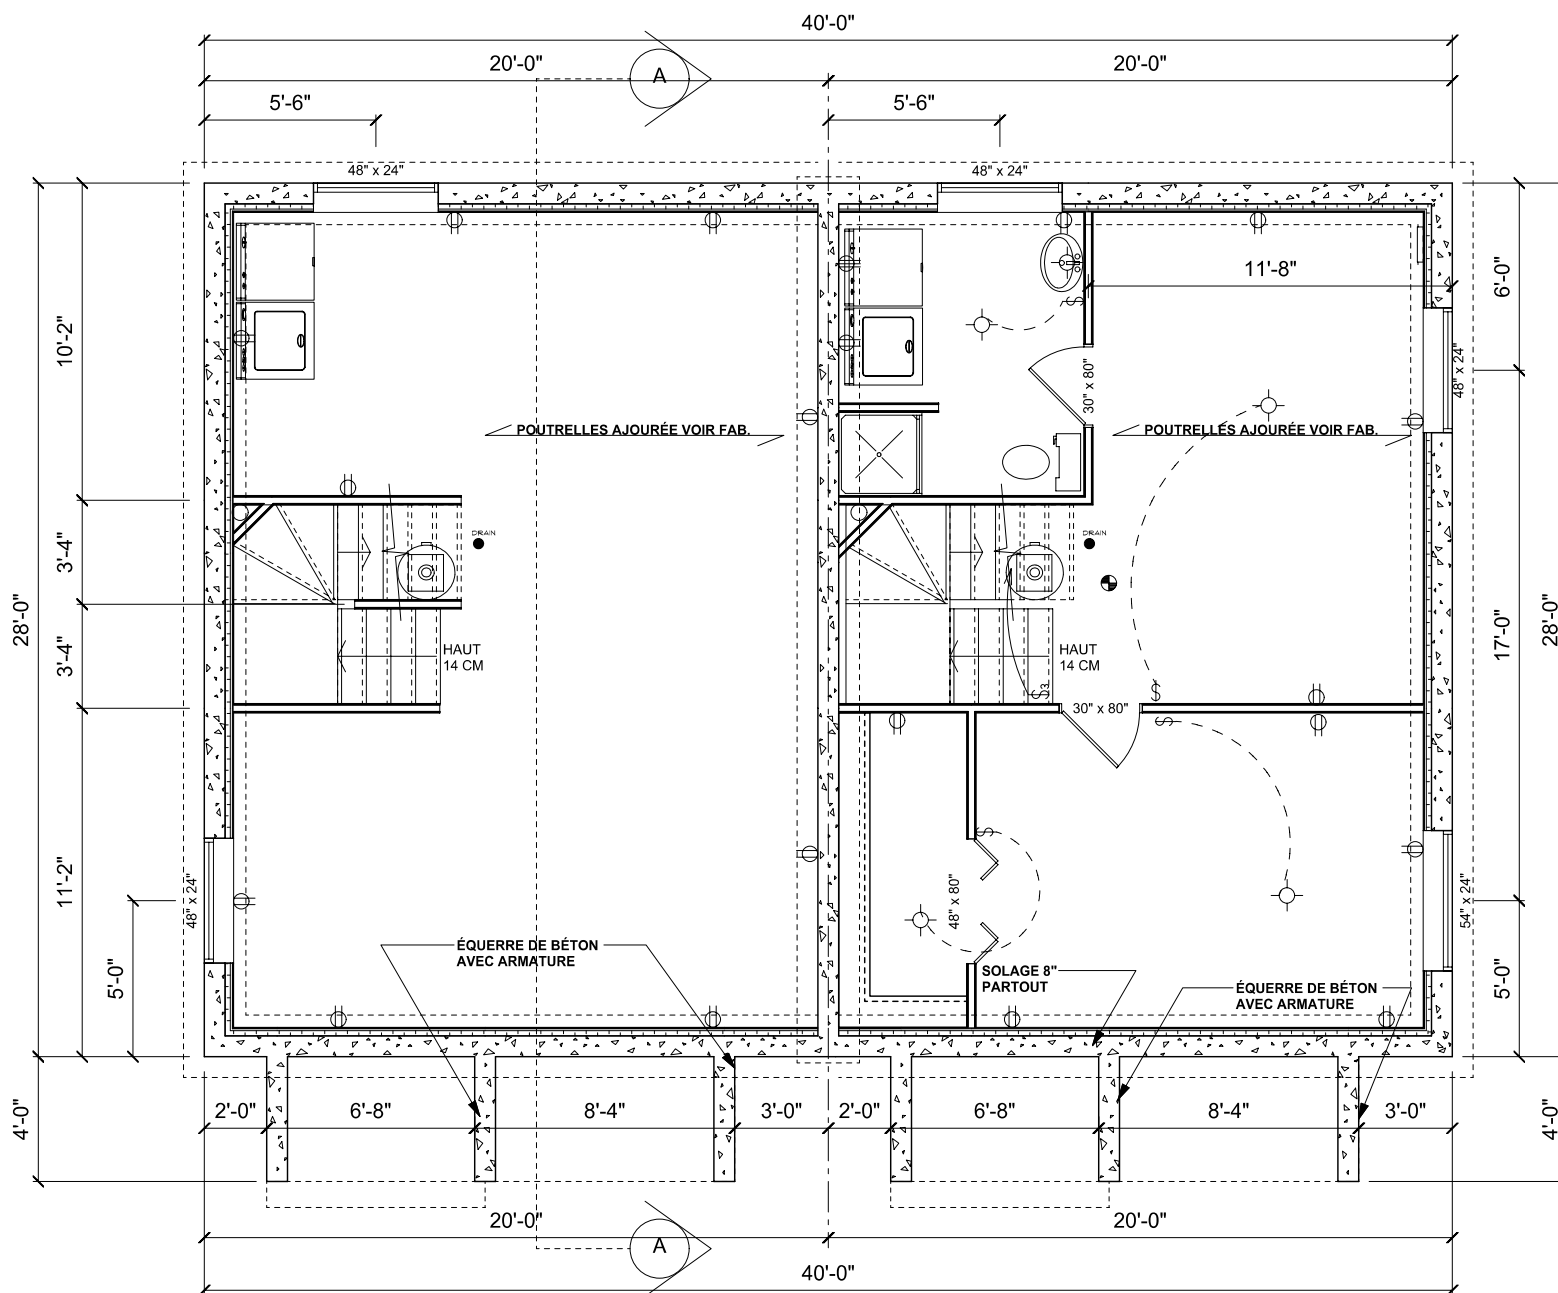 40'-0"
20'-0"
A
20'-0"
5'-6"
5'-6"
48" x 24"
48" x 24"
11'-8"
6'-0"
10'-2"
30" x 80"
48" x 24"
POUTRELLES AJOURÉE VOIR FAB.
POUTRELLES AJOURÉE VOIR FAB.
DRAIN
DRAIN
3'-4"
28'-0"
3'-4"
HAUT
14 CM
HAUT
14 CM
17'-0"
28'-0"
$
$3
$
30" x 80"
$
$
11'-2"
48" x 24"
48" x 80"
54" x 24"
5'-0"
ÉQUERRE DE BÉTON
AVEC ARMATURE
SOLAGE 8"
PARTOUT
ÉQUERRE DE BÉTON
AVEC ARMATURE
5'-0"
4'-0"
2'-0"
6'-8"
8'-4"
3'-0"
2'-0"
6'-8"
8'-4"
3'-0"
4'-0"
20'-0"
A
20'-0"
40'-0"